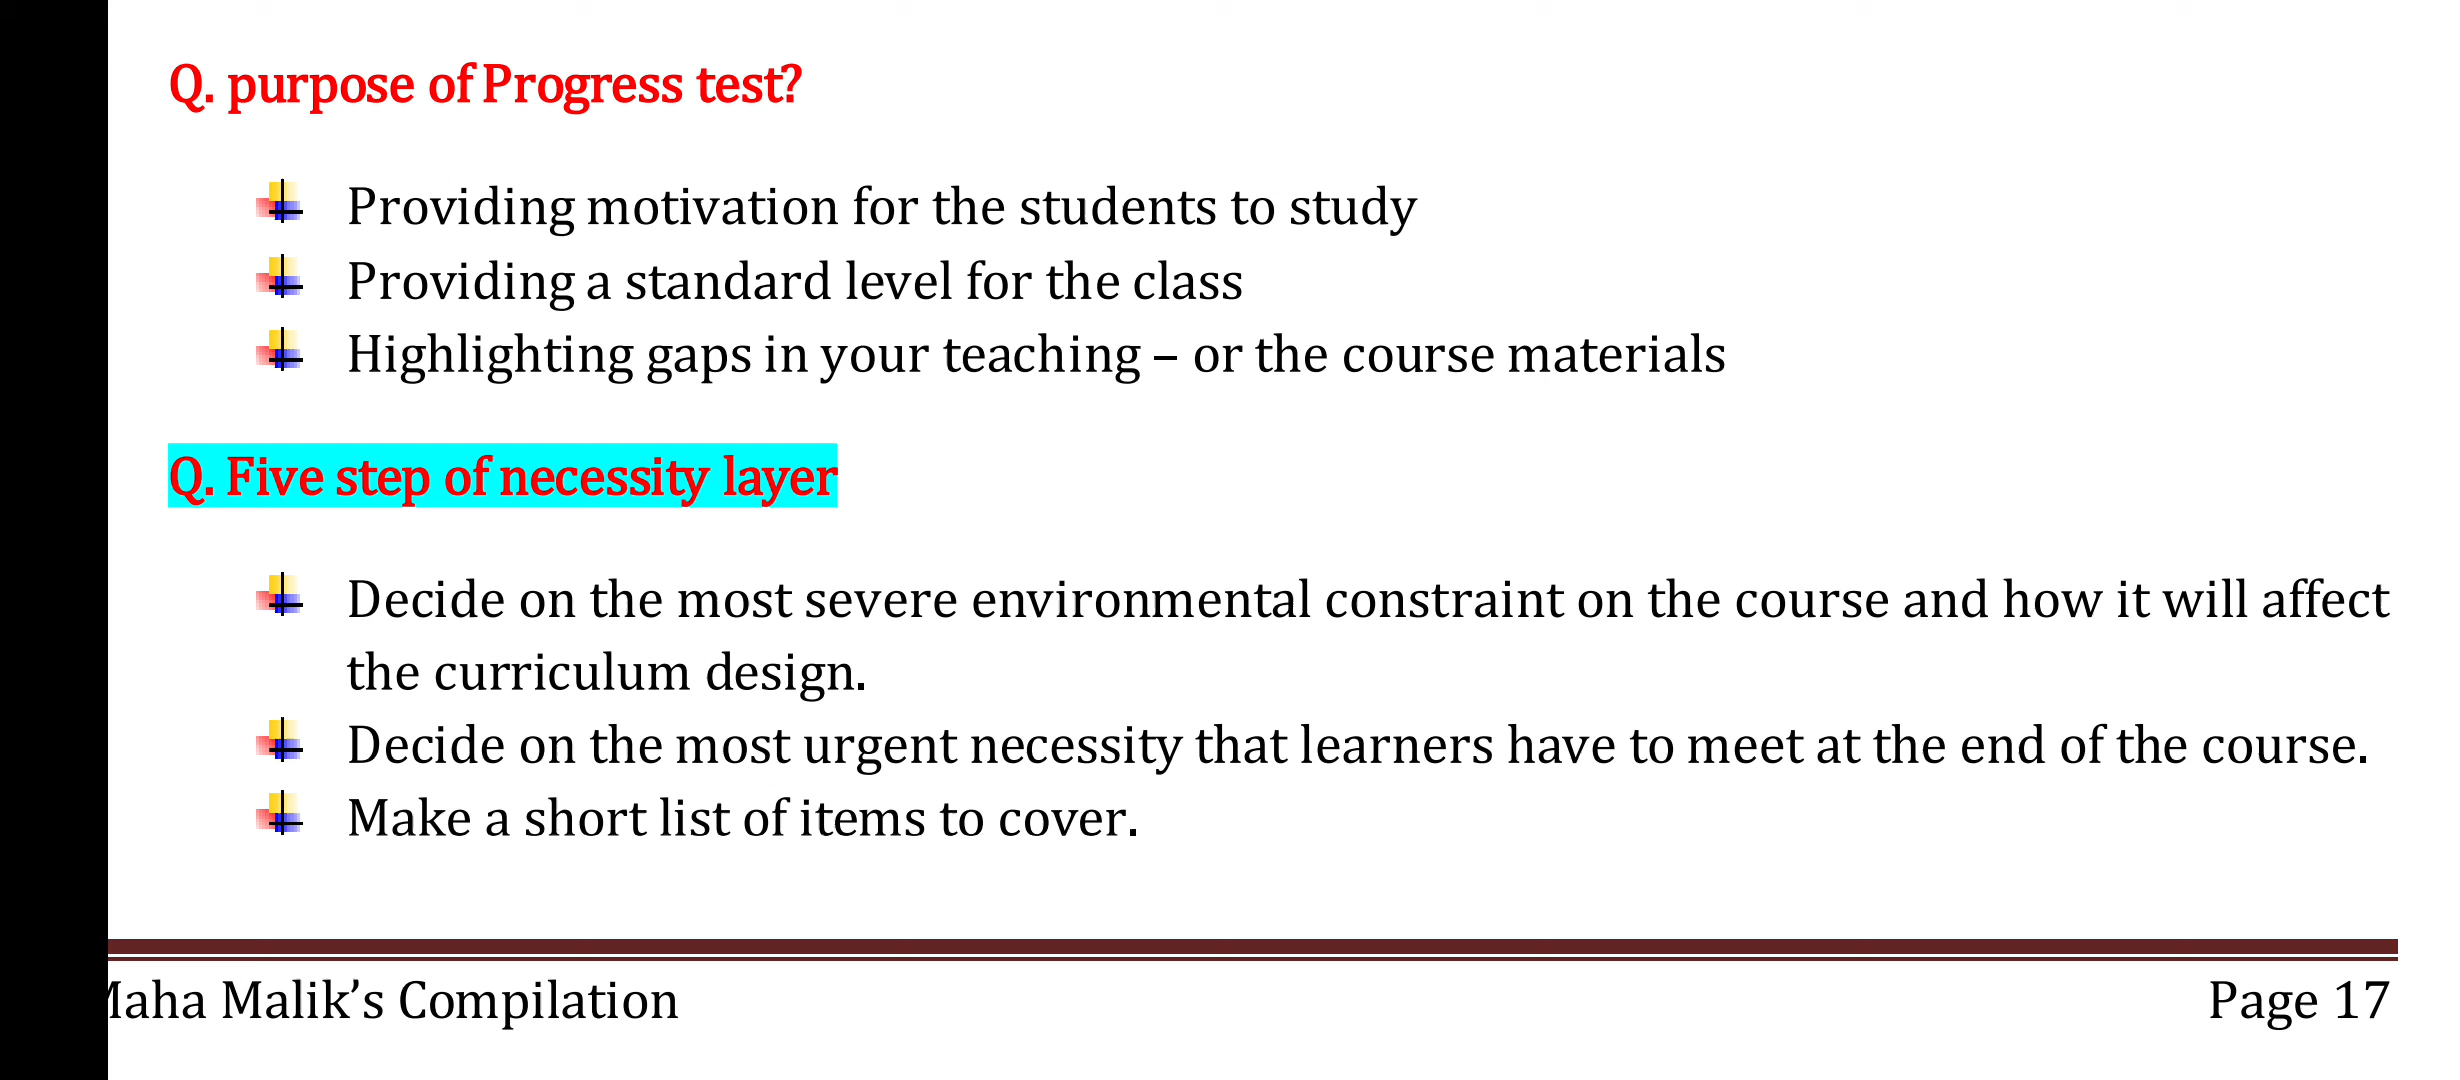 Q. purpose of Progress test?
Providing motivation for the students to study
Providing a standard level for the class
Highlighting gaps in your teaching – or the course materials
Q. Five step of necessity layer
Decide on the most severe environmental constraint on the course and how it will affect
the curriculum design.
Decide on the most urgent necessity that learners have to meet at the end of the course.
Make a short list of items to cover.
Maha Malik’s Compilation
Page 17